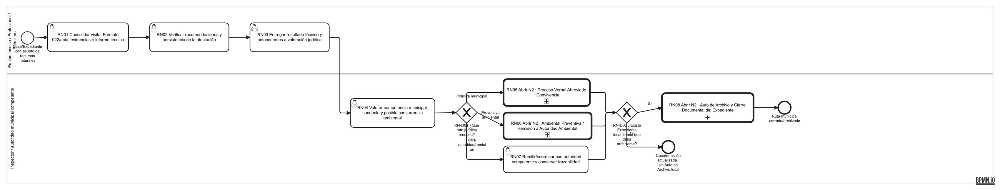 Equipo técnico / Profesional /
Patrullero
Case/Expediente
con asunto de
recursos
naturales
RN01 Consolidar visita, Formato
022/acta, evidencias e informe técnico
RN02 Verificar recomendaciones y
persistencia de la afectación
RN03 Entregar resultado técnico y
antecedentes a valoración jurídica
Inspector / autoridad municipal competente
RN04 Valorar competencia municipal,
conducta y posible concurrencia
ambiental
RN-D01 ¿Qué
ruta jurídica
procede?
Policiva municipal
Preventiva
ambiental
Otra
autoridad/remisi
ón
RN05 Abrir N2 · Proceso Verbal Abreviado
· Convivencia
RN06 Abrir N2 · Ambiental Preventiva /
Remisión a Autoridad Ambiental
RN07 Remitir/coordinar con autoridad
competente y conservar trazabilidad
RN-D02 ¿Existe
Expediente
local formal que
deba
archivarse?
Sí
No
RN08 Abrir N2 · Auto de Archivo y Cierre
Documental del Expediente
Ruta municipal
cerrada/archivada
Case/remisión
actualizada ·
sin Auto de
Archivo local
BPMN.iO